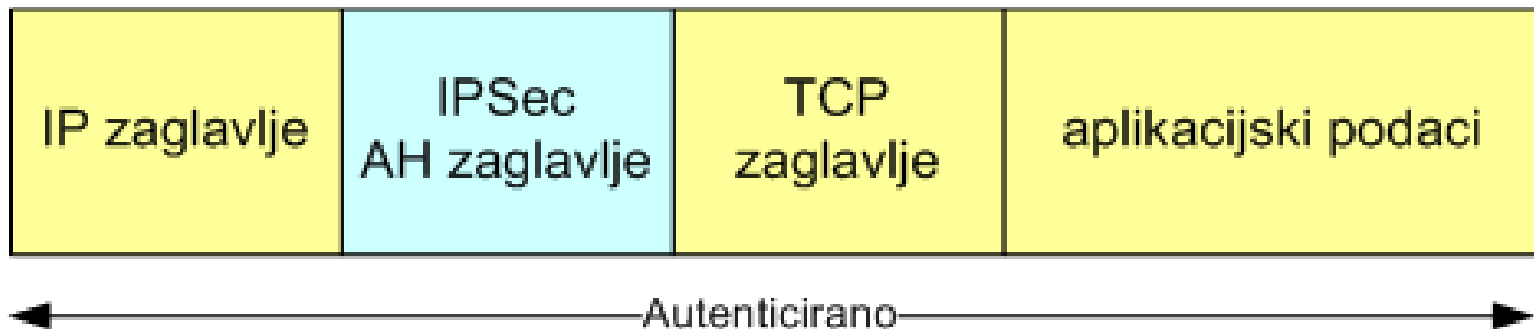 IP zaglavlje
IPSec
AH zaglavlje
TCP
zaglavlje
aplikacijski podaci
Autenticirano